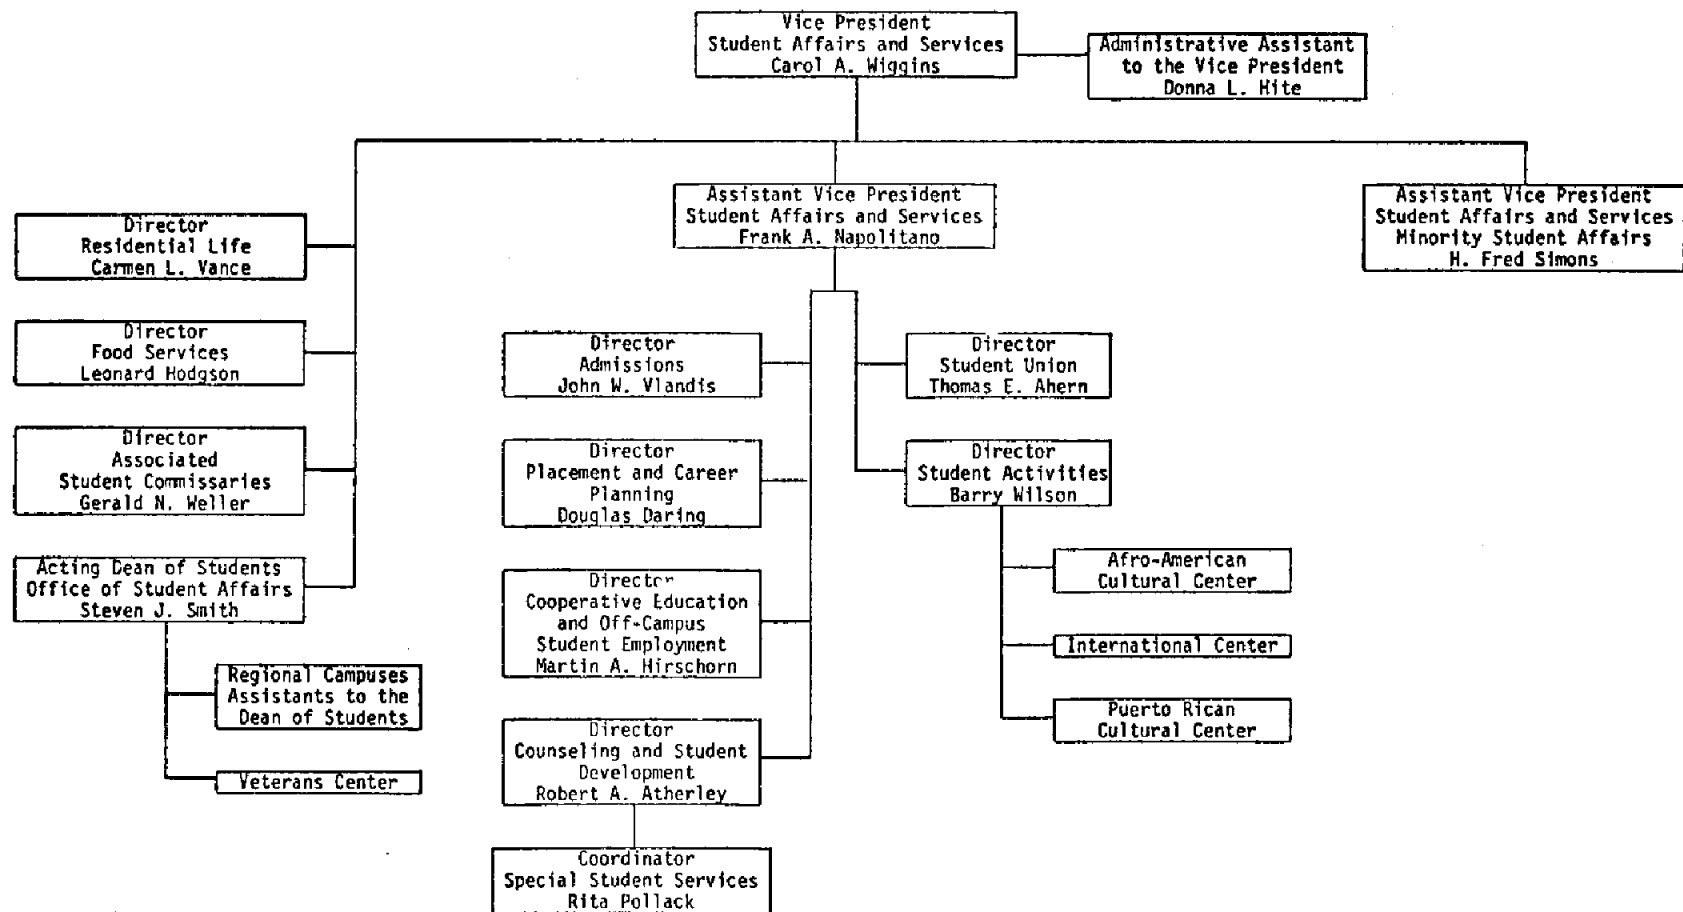 Vice President
Student Affairs and Services
Carol A. Wiggins
Administrative Assistant
to the Vice President
Donna L. Hite
Assistant Vice President
Student Affairs and Services
Frank A. Napolitano
Assistant Vice President
Student Affairs and Services
Minority Student Affairs
H. Fred Simons
Director
Residential Life
Carmen L. Vance
Director
Food Services
Leonard Hodgson
Director
Associated
Student Commissaries
Gerald N. Weller
Acting Dean of Students
Office of Student Affairs
Steven J. Smith
Regional Campuses
Assistants to the
Dean of Students
Veterans Center
Director
Admissions
John W. Vlandis
Director
Placement and Career
Planning
Douglas Daring
Director
Cooperative Education
and Off-Campus
Student Employment
Martin A. Hirschorn
Director
Counseling and Student
Development
Robert A. Atherley
Coordinator
Special Student Services
Rita Pollack
Director
Student Union
Thomas E. Ahern
Director
Student Activities
Barry Wilson
Afro-American
Cultural Center
International Center
Puerto Rican
Cultural Center